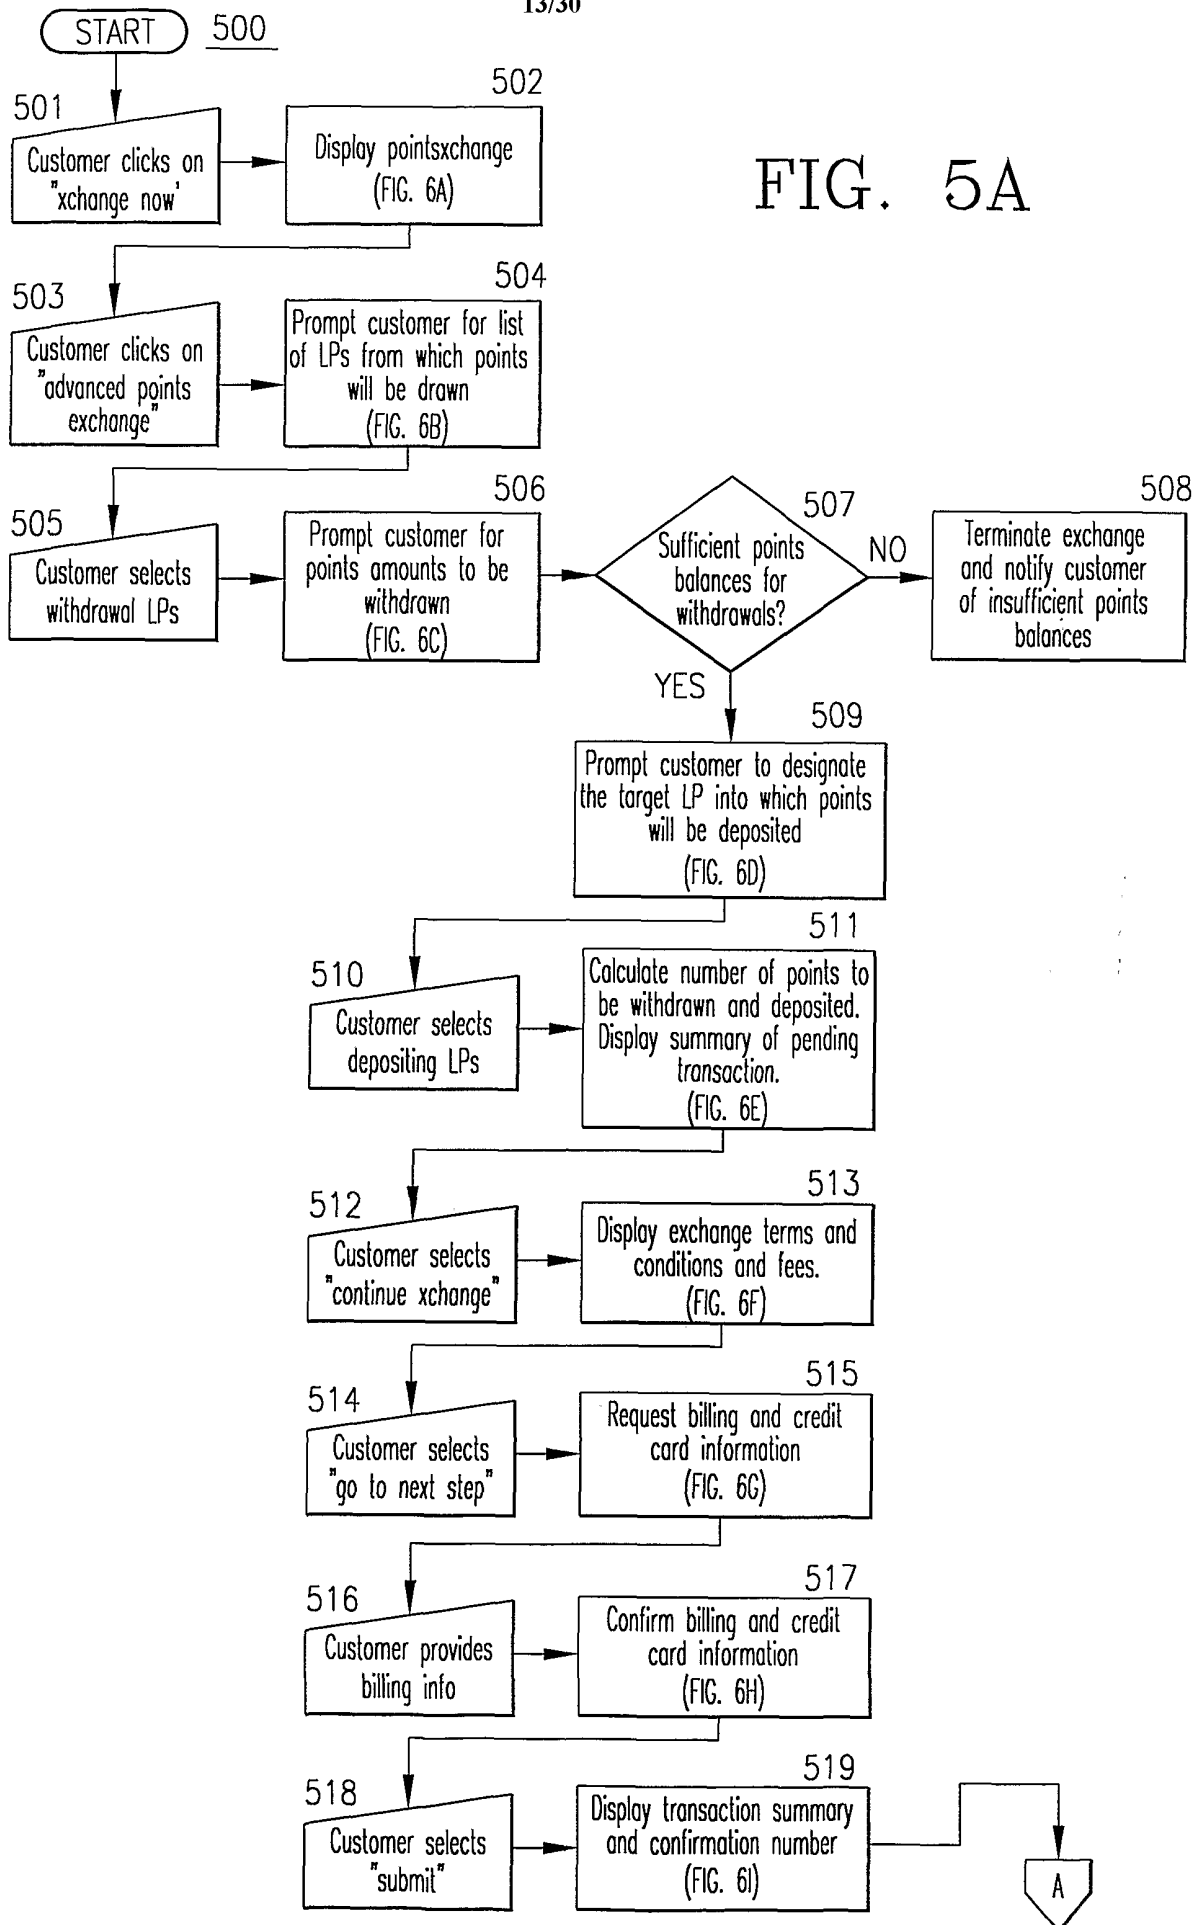 13/30
START
500
FIG. 5A
501
Customer clicks on
"xchange now'
502
Display pointsxchange
(FIG. 6A)
503
Customer clicks on
"advanced points
exchange"
504
Prompt customer for list
of LPs from which points
will be drawn
(FIG. 6B)
505
Customer selects
withdrawal LPs
506
Prompt customer for
points amounts to be
withdrawn
(FIG. 6C)
507
Sufficient points
balances for
withdrawals?
NO
508
Terminate exchange
and notify customer
of insufficient points
balances
YES
509
Prompt customer to designate
the target LP into which points
will be deposited
(FIG. 6D)
510
Customer selects
depositing LPs
511
Calculate number of points to
be withdrawn and deposited.
Display summary of pending
transaction.
(FIG. 6E)
512
Customer selects
"continue xchange"
513
Display exchange terms and
conditions and fees.
(FIG. 6F)
514
Customer selects
"go to next step"
515
Request billing and credit
card information
(FIG. 6G)
516
Customer provides
billing info
517
Confirm billing and credit
card information
(FIG. 6H)
518
Customer selects
"submit"
519
Display transaction summary
and confirmation number
(FIG. 6I)
A